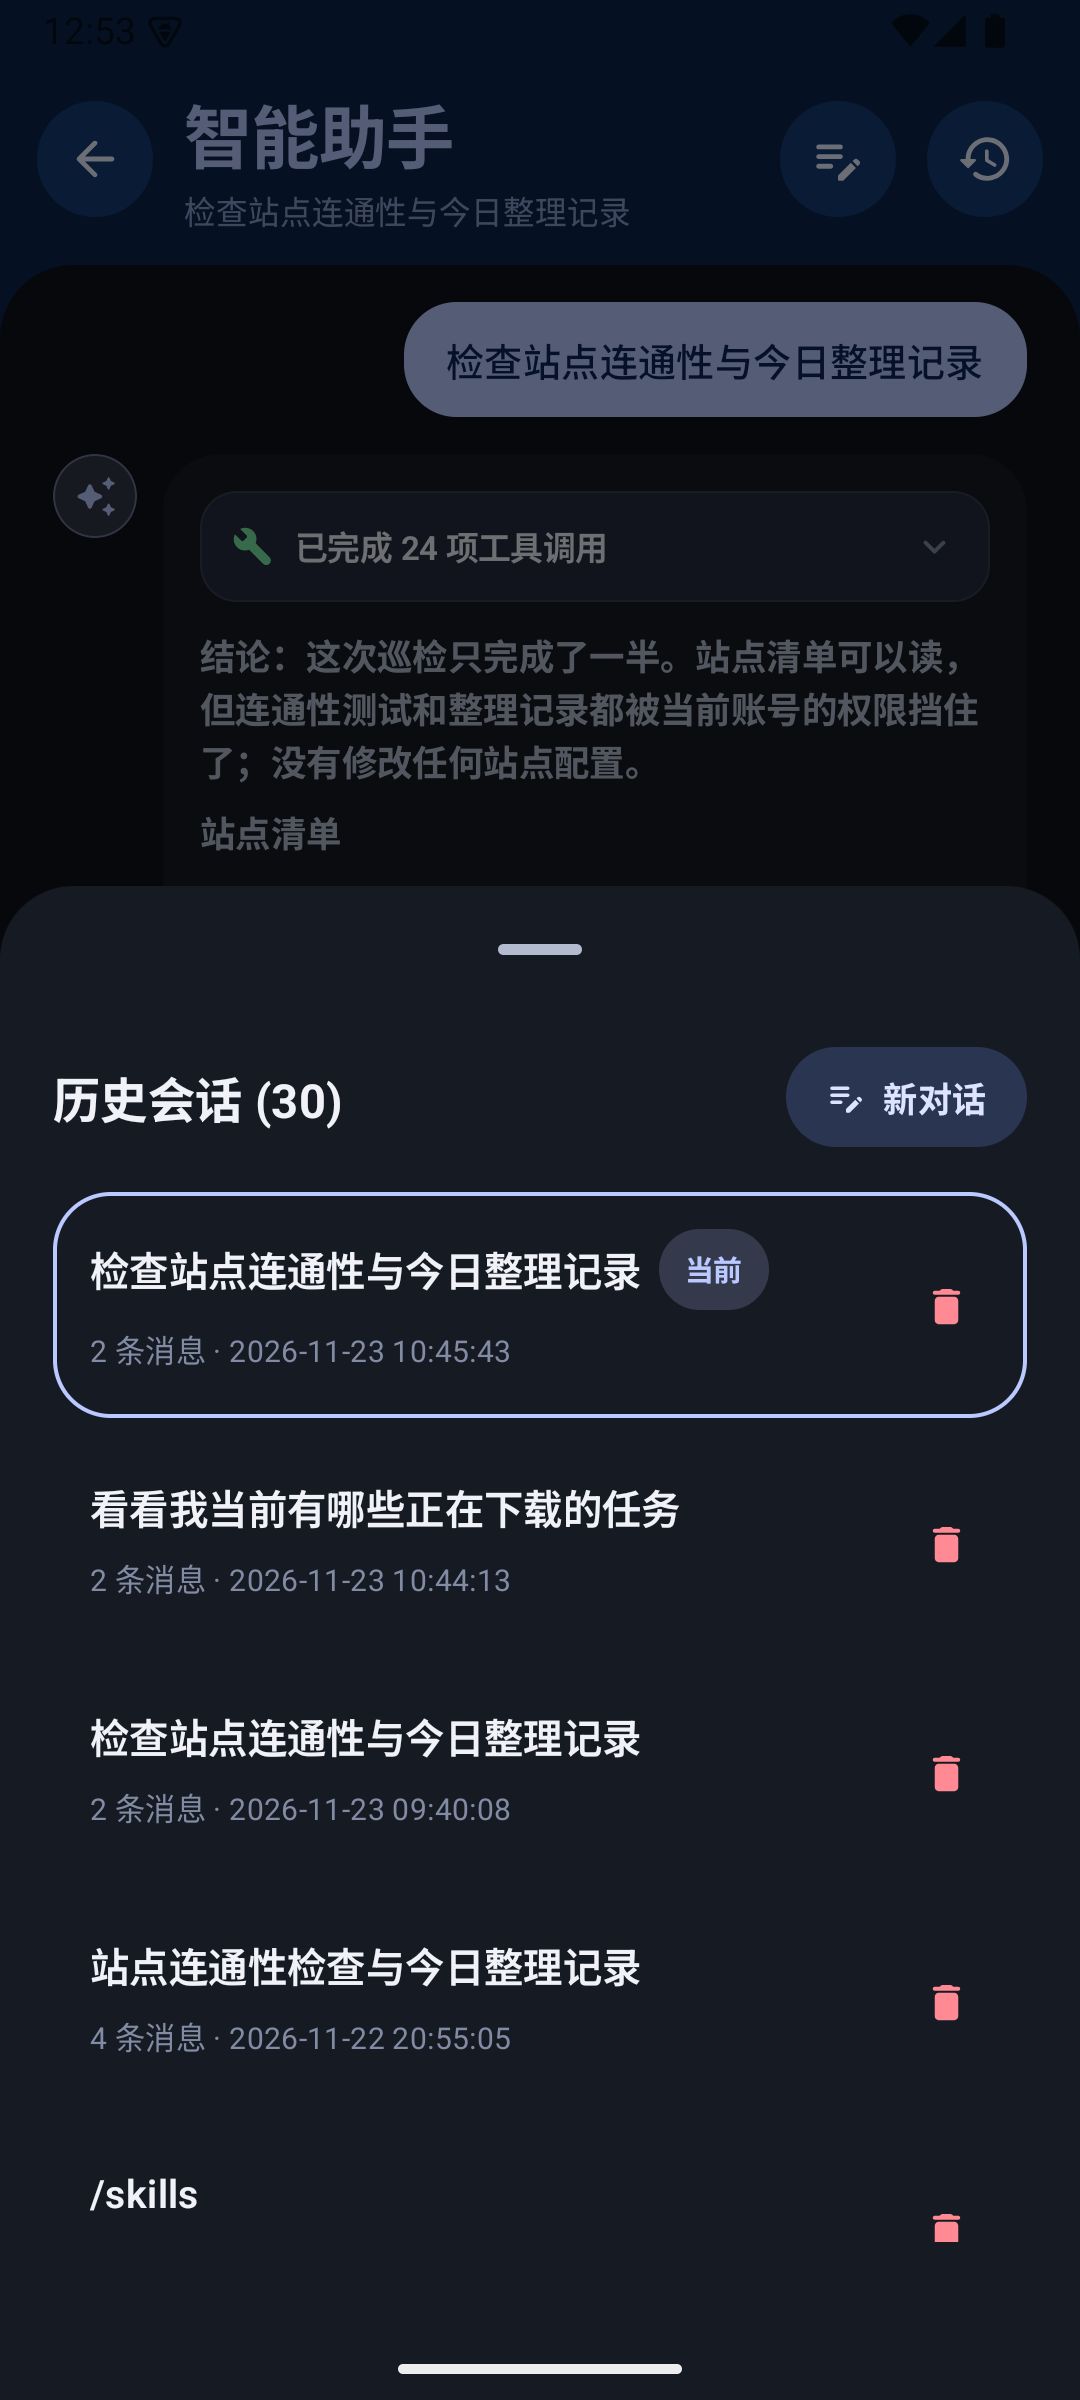 12:53
智能助手
检查站点连通性与今日整理记录
检查站点连通性与今日整理记录
已完成 24 项工具调用
结论：这次巡检只完成了一半。站点清单可以读，
但连通性测试和整理记录都被当前账号的权限挡住
了；没有修改任何站点配置。
站点清单
历史会话 (30)
新对话
检查站点连通性与今日整理记录 当前
2 条消息 · 2026-11-23 10:45:43
看看我当前有哪些正在下载的任务
2 条消息 · 2026-11-23 10:44:13
检查站点连通性与今日整理记录
2 条消息 · 2026-11-23 09:40:08
站点连通性检查与今日整理记录
4 条消息 · 2026-11-22 20:55:05
/skills